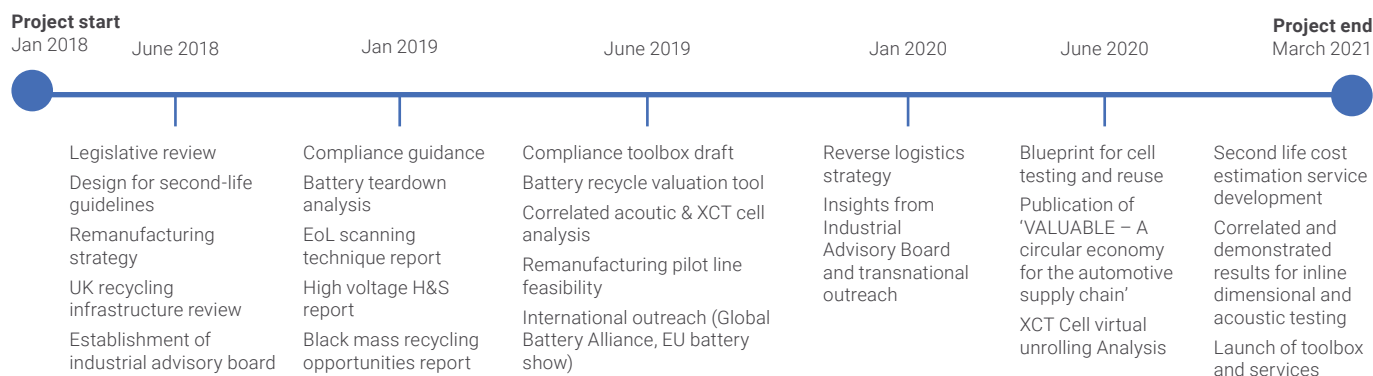 Project start
Jan 2018
June 2018
Jan 2019
June 2019
Jan 2020
June 2020
Project end
March 2021
Legislative review
Design for second-life
guidelines
Remanufacturing
strategy
UK recycling
infrastructure review
Establishment of
industrial advisory board
Compliance guidance
Battery teardown
analysis
EoL scanning
technique report
High voltage H&S
report
Black mass recycling
opportunities report
Compliance toolbox draft
Battery recycle valuation tool
Correlated acoutic & XCT cell
analysis
Remanufacturing pilot line
feasibility
International outreach (Global
Battery Alliance, EU battery
show)
Reverse logistics
strategy
Insights from
Industrial
Advisory Board
and transnational
outreach
Blueprint for cell
testing and reuse
Publication of
‘VALUABLE – A
circular economy
for the automotive
supply chain’
XCT Cell virtual
unrolling Analysis
Second life cost
estimation service
development
Correlated and
demonstrated
results for inline
dimensional and
acoustic testing
Launch of toolbox
and services